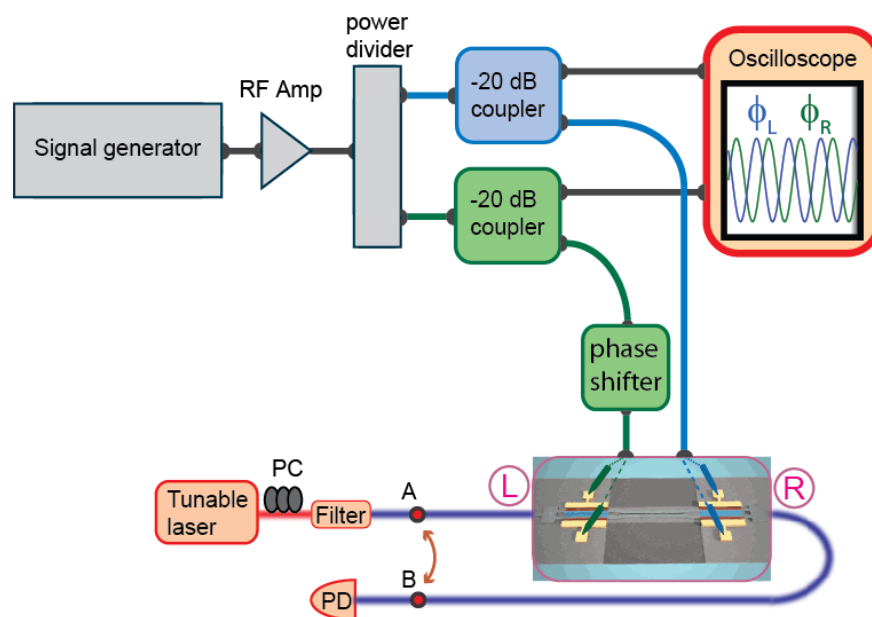 power
divider
RF Amp
Signal generator
-20 dB
coupler
-20 dB
coupler
Oscilloscope
ϕL
ϕR
phase
shifter
L
R
PC
A
Tunable
laser
Filter
B
PD